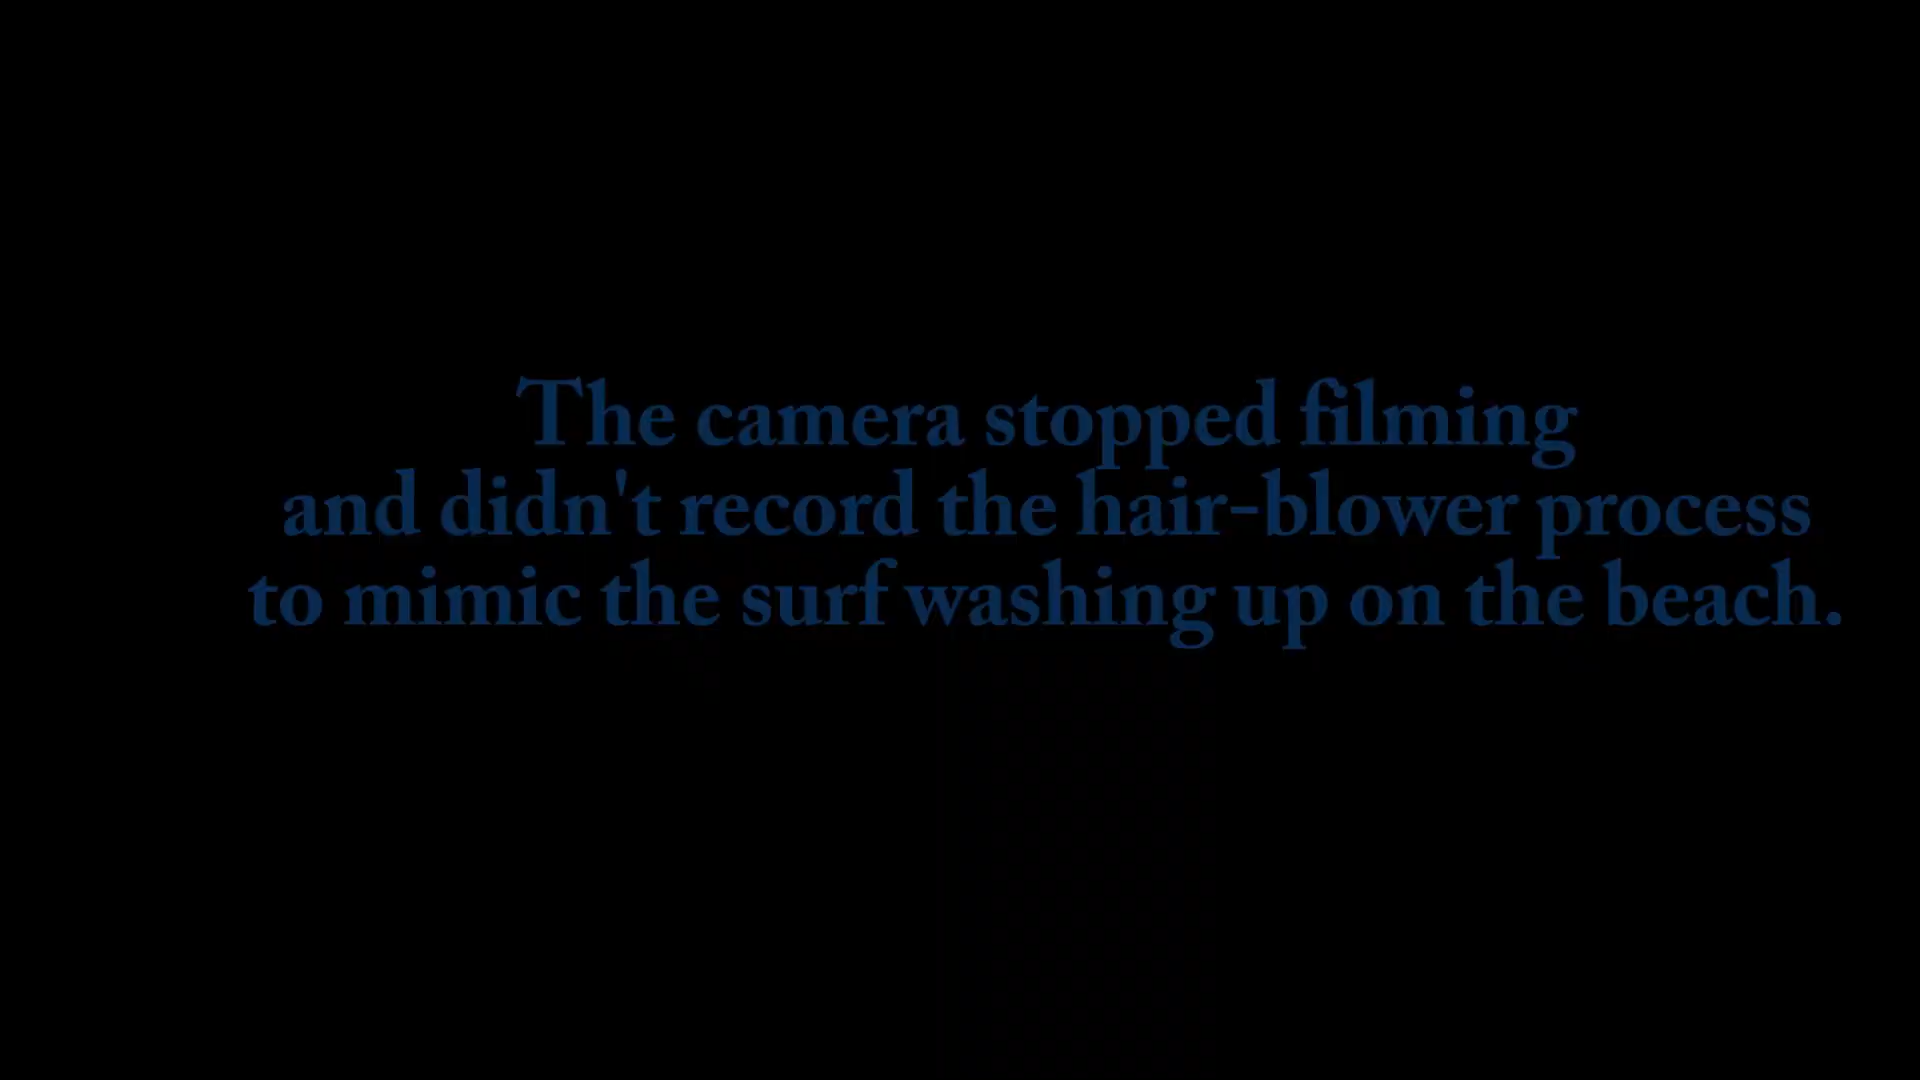 The camera stopped filming
and didn't record the hair-blower process
to mimic the surf washing up on the beach.